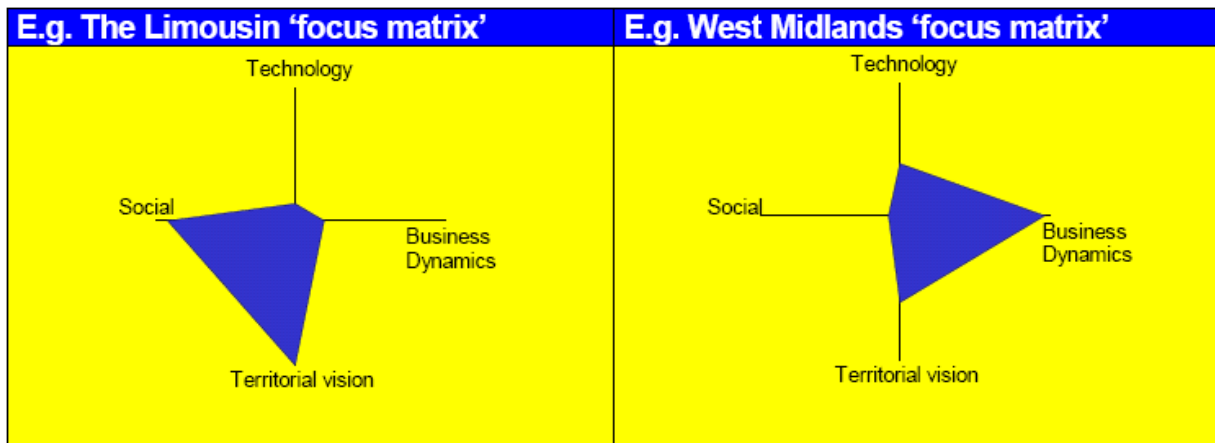 E.g. The Limousin ‘focus matrix’
Technology
Social
Business
Dynamics
Territorial vision
E.g. West Midlands ‘focus matrix’
Technology
Social
Business
Dynamics
Territorial vision